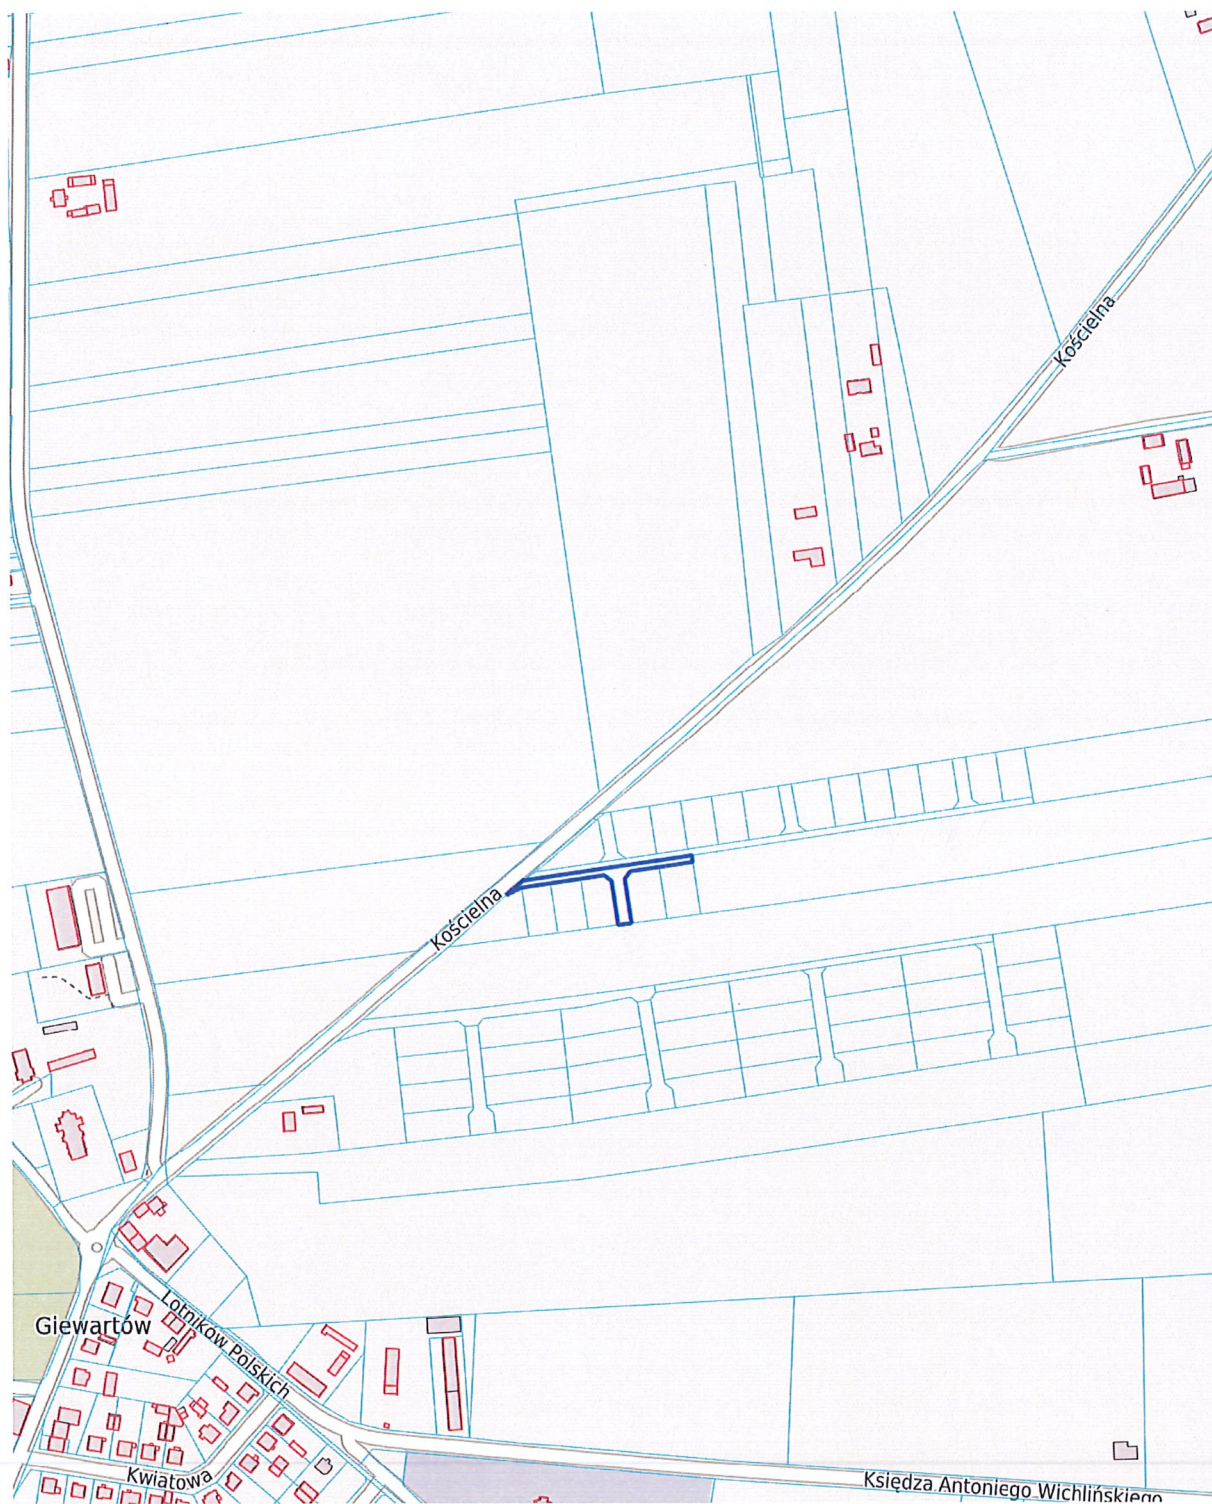 Kościelna
Kościelna
Giewartów
Lotników Polskich
Kwiatowa
Księdza Antoniego Wichlińskiego